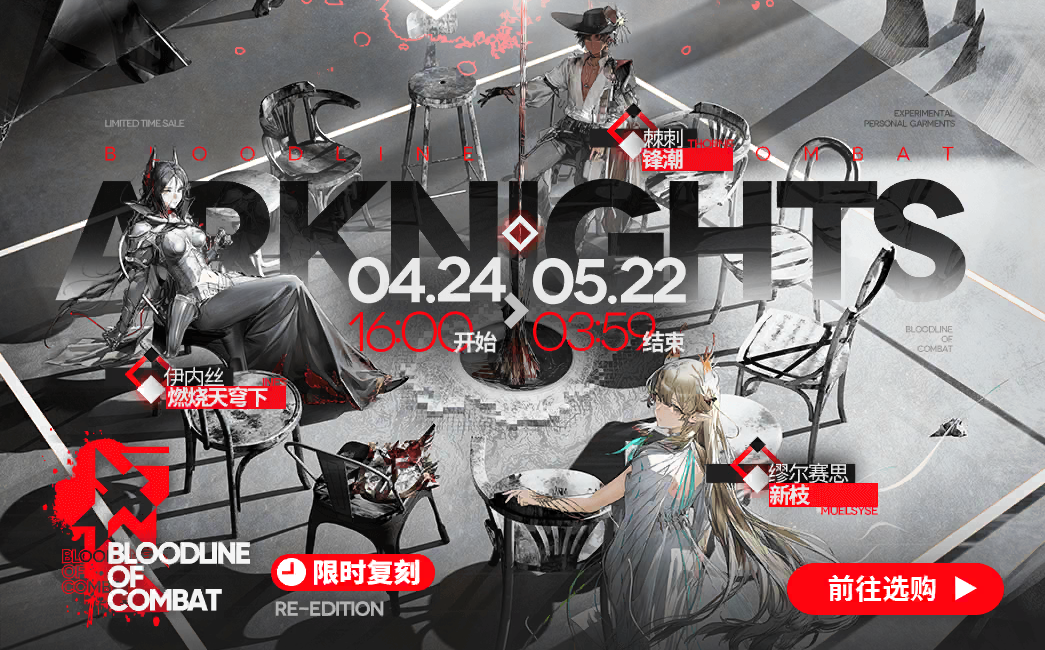 LIMITED TIME SALE
EXPERIMENTAL
PERSONAL GARMENTS
BLOODLINE OF COMBAT
ARKNIGHTS
棘刺
THORNS
锋潮
04.24
05.22
16:00 开始
03:59 结束
BLOODLINE
OF
COMBAT
伊内丝
燃烧天穹下
缪尔赛思
新枝
MUELSYSE
BLOODLINE
OF
COMBAT
限时复刻
RE-EDITION
前往选购